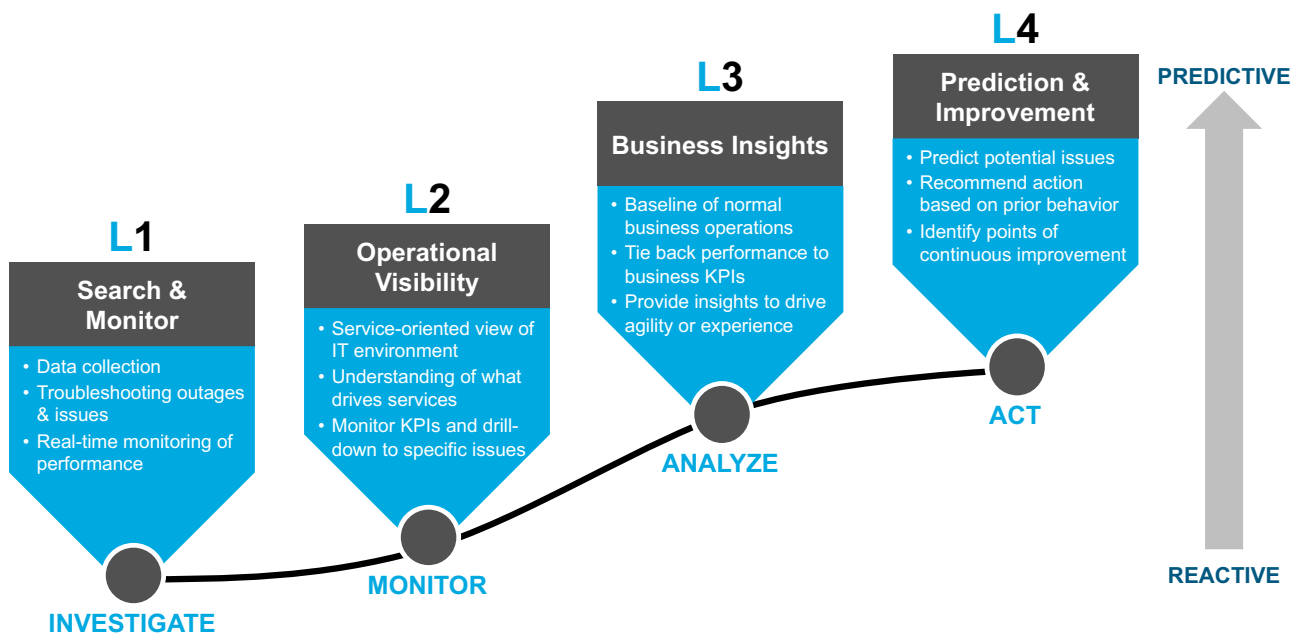 L1
Search &
Monitor
• Data collection
• Troubleshooting outages
& issues
• Real-time monitoring of
performance
INVESTIGATE
L2
Operational
Visibility
• Service-oriented view of
IT environment
• Understanding of what
drives services
• Monitor KPIs and drill-
down to specific issues
MONITOR
L3
Business Insights
• Baseline of normal
business operations
• Tie back performance to
business KPIs
• Provide insights to drive
agility or experience
ANALYZE
L4
Prediction &
Improvement
• Predict potential issues
• Recommend action
based on prior behavior
• Identify points of
continuous improvement
ACT
PREDICTIVE
REACTIVE